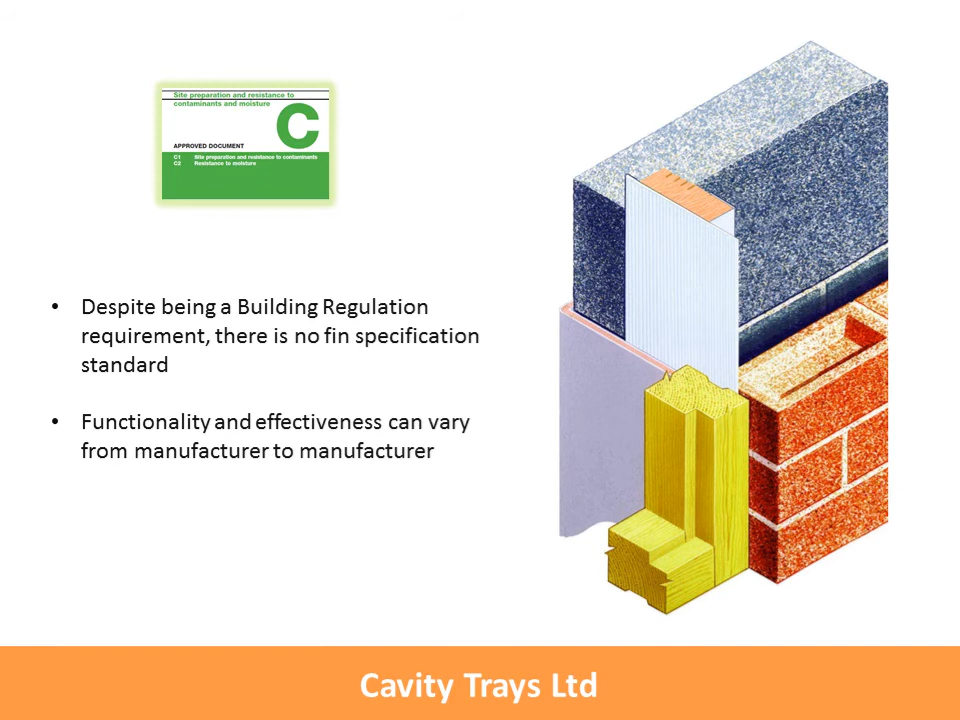 Site preparation and resistance to
contaminants and moisture
C
APPROVED DOCUMENT
C1 Site preparation and resistance to contaminants
C2 Resistance to moisture
• Despite being a Building Regulation
requirement, there is no fin specification
standard
• Functionality and effectiveness can vary
from manufacturer to manufacturer
Cavity Trays Ltd